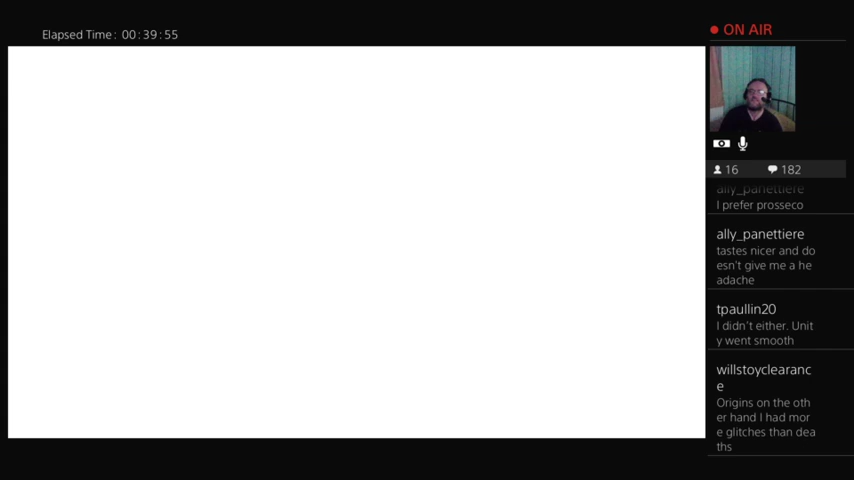 Elapsed Time: 00:39:55
ON AIR
16 182
ally_panettiere
I prefer prosseco
ally_panettiere
tastes nicer and do
esn't give me a he
adache
tpaullin20
I didn't either. Unit
y went smooth
willstoyclearanc
e
Origins on the oth
er hand I had mor
e glitches than dea
ths